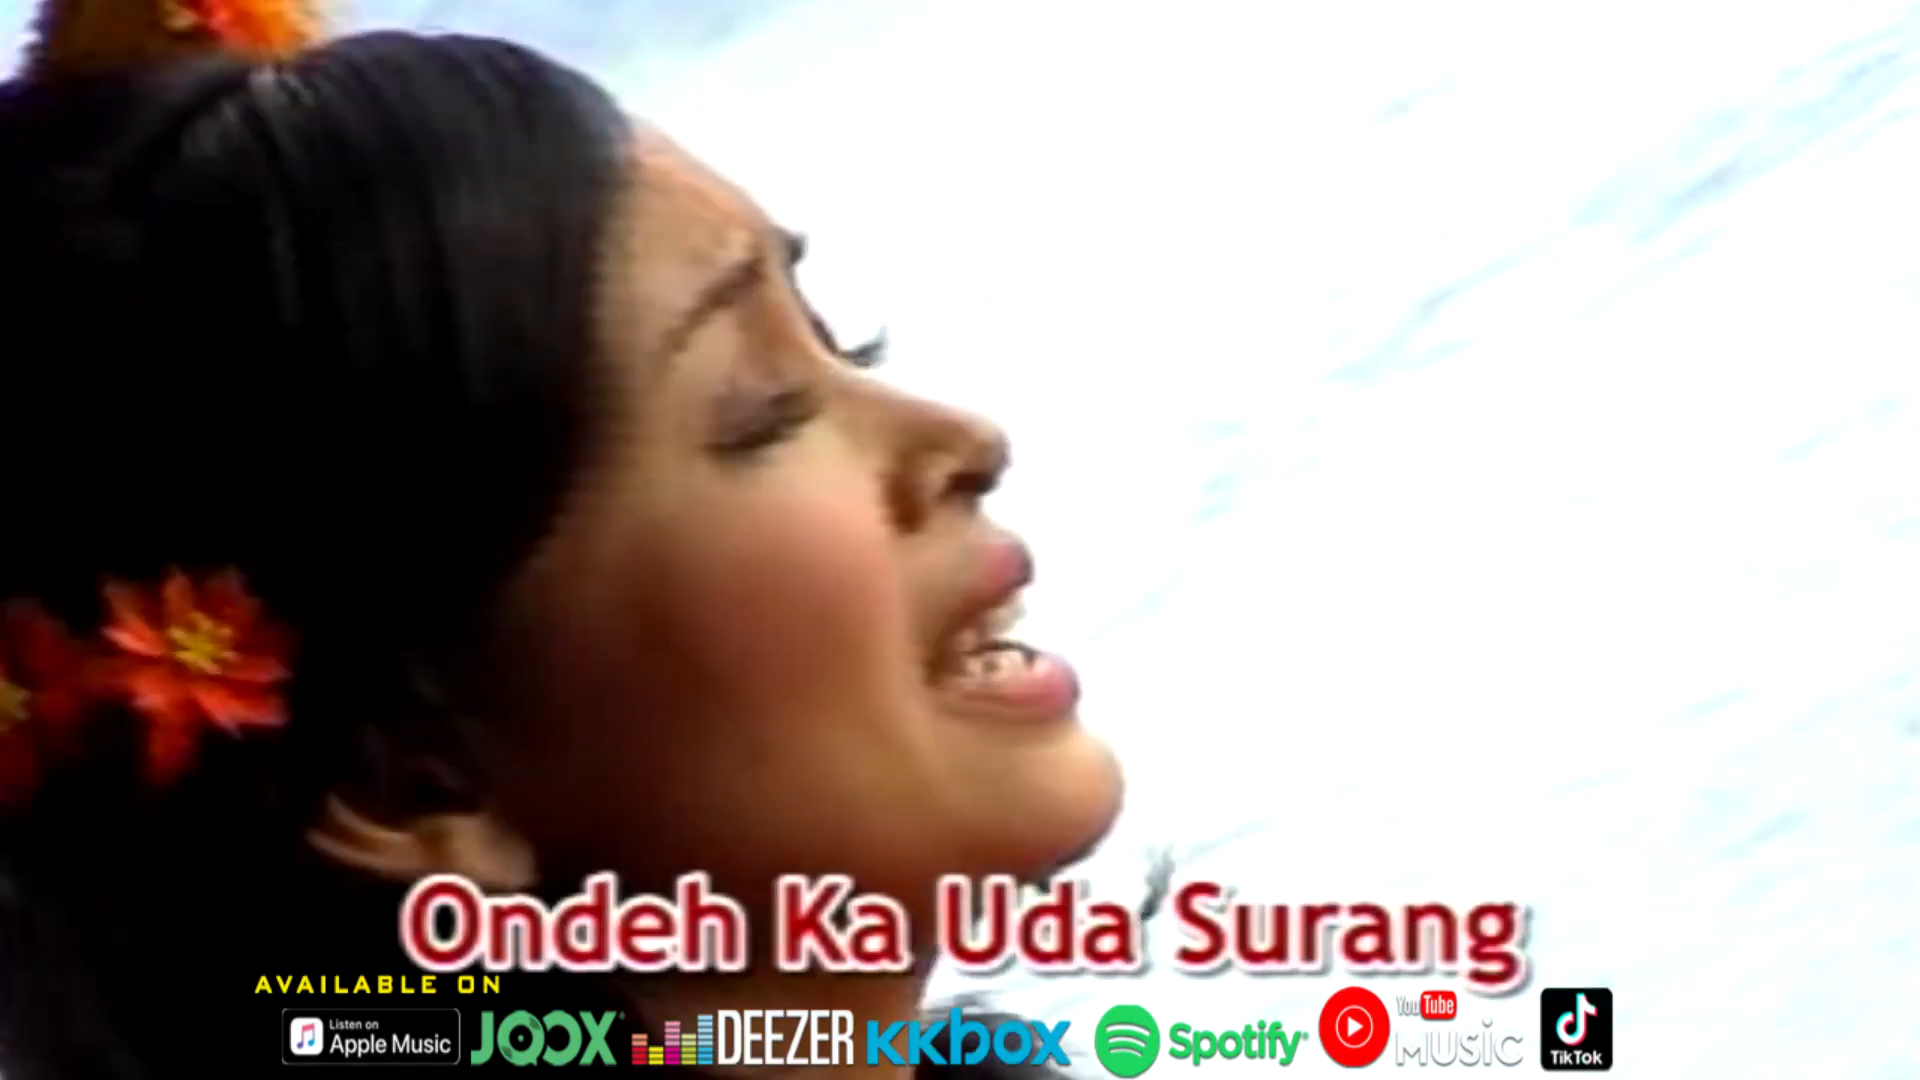 Ondeh Ka Uda Surang
AVAILABLE ON
Listen on
Apple Music
JOOX
DEEZER
KKBOX
Spotify
YouTube
MUSIC
TikTok